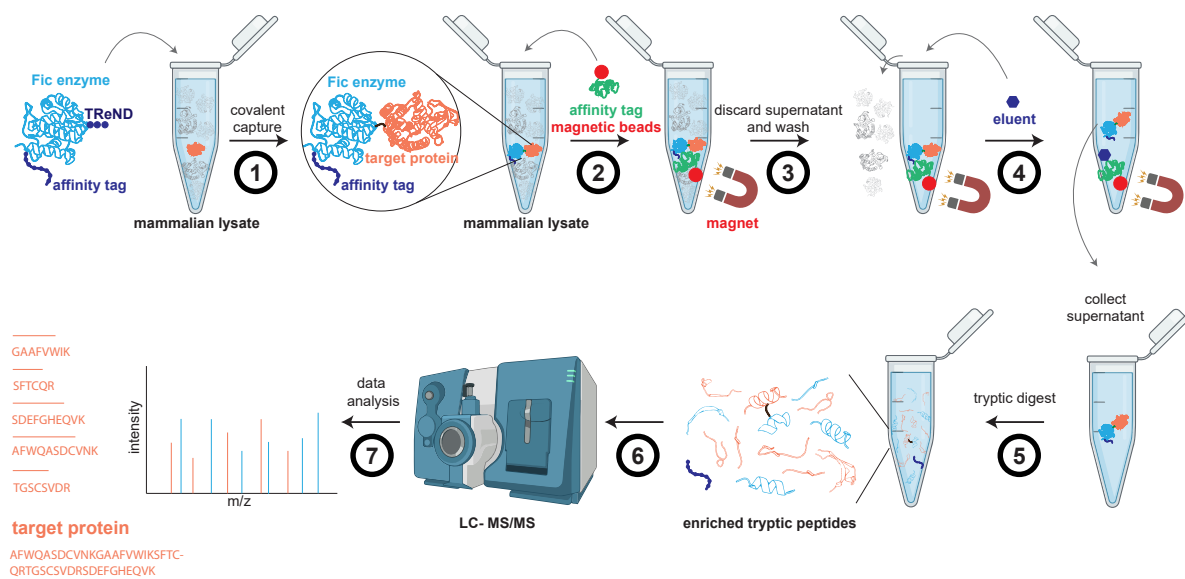 Fic enzyme
TReND
affinity tag
mammalian lysate
covalent
capture
1
Fic enzyme
target protein
affinity tag
mammalian lysate
affinity tag
magnetic beads
2
magnet
discard supernatant
and wash
3
eluent
4
collect
supernatant
tryptic digest
5
enriched tryptic peptides
6
LC- MS/MS
data
analysis
7
intensity
m/z
GAAFVWIK
SFTCQR
SDEFGHEQVK
AFWQASDCVNK
TGSCSVDR
target protein
AFWQASDCVNKGAAFVWIKSFTC-
QRTGSCSVDRSDEFGHEQVK